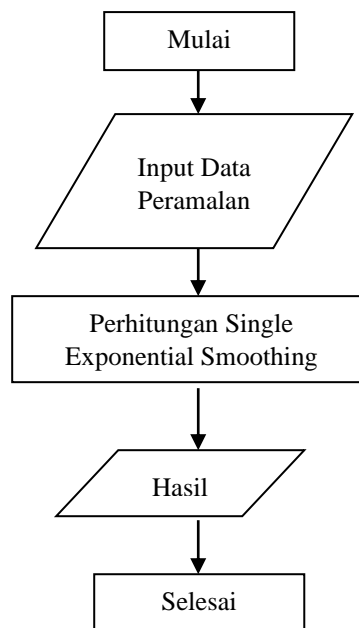 Mulai
Input Data
Peramalan
Perhitungan Single
Exponential Smoothing
Hasil
Selesai